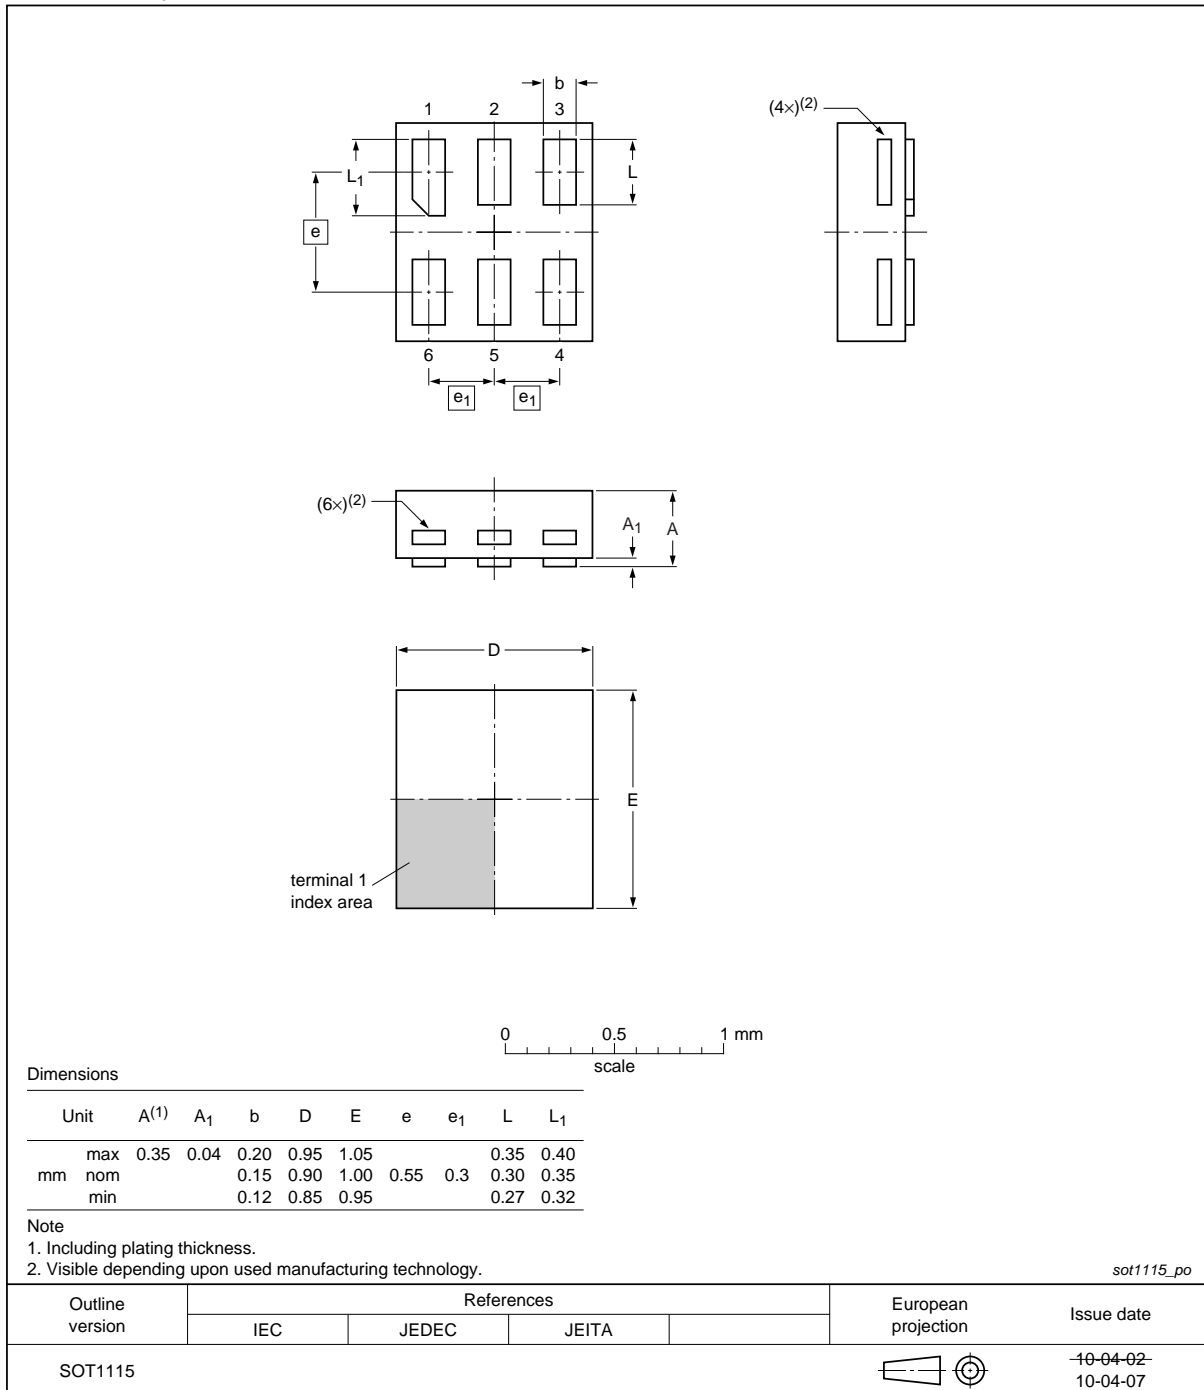 b
1 2 3
(4×)(2)
L1
L
e
6 5 4
e1 e1
(6×)(2)
A1 A
D
E
terminal 1
index area
0 0.5 1 mm
scale
Dimensions
Unit A(1) A1 b D E e e1 L L1
max 0.35 0.04 0.20 0.95 1.05 0.35 0.40
mm nom 0.15 0.90 1.00 0.55 0.3 0.30 0.35
min 0.12 0.85 0.95 0.27 0.32
Note
1. Including plating thickness.
2. Visible depending upon used manufacturing technology.
sot1115_po
Outline version References European projection Issue date
IEC JEDEC JEITA
SOT1115
10-04-02
10-04-07